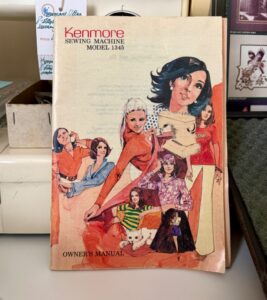 Kenmore
SEWING MACHINE
MODEL 1345
OWNER'S MANUAL